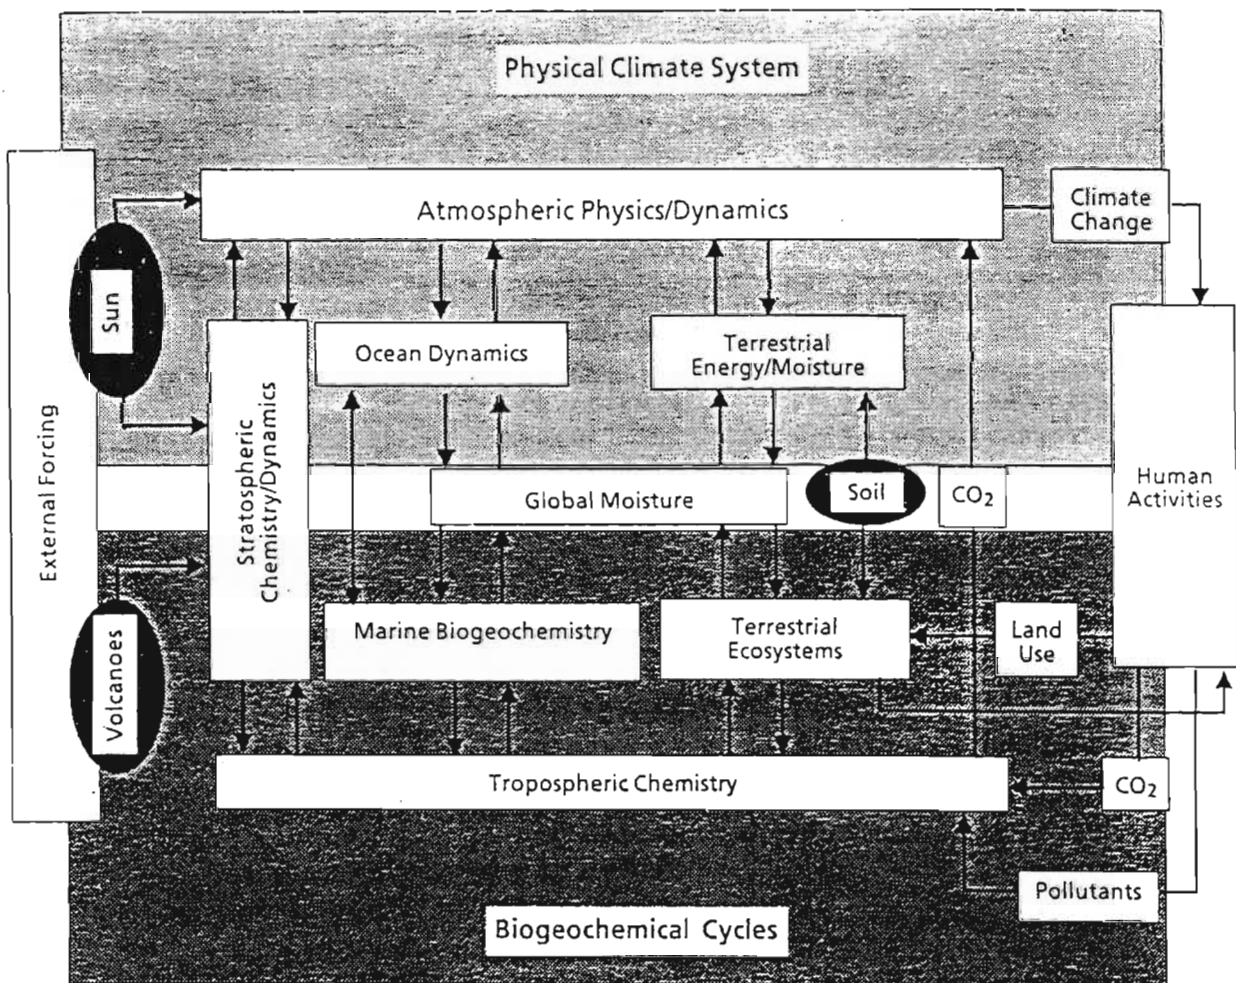 Physical Climate System
Atmospheric Physics/Dynamics
Climate
Change
Sun
Ocean Dynamics
Terrestrial
Energy/Moisture
External Forcing
Stratospheric
Chemistry/Dynamics
Global Moisture
Soil
CO₂
Human
Activities
Volcanoes
Marine Biogeochemistry
Terrestrial
Ecosystems
Land
Use
Tropospheric Chemistry
CO₂
Pollutants
Biogeochemical Cycles